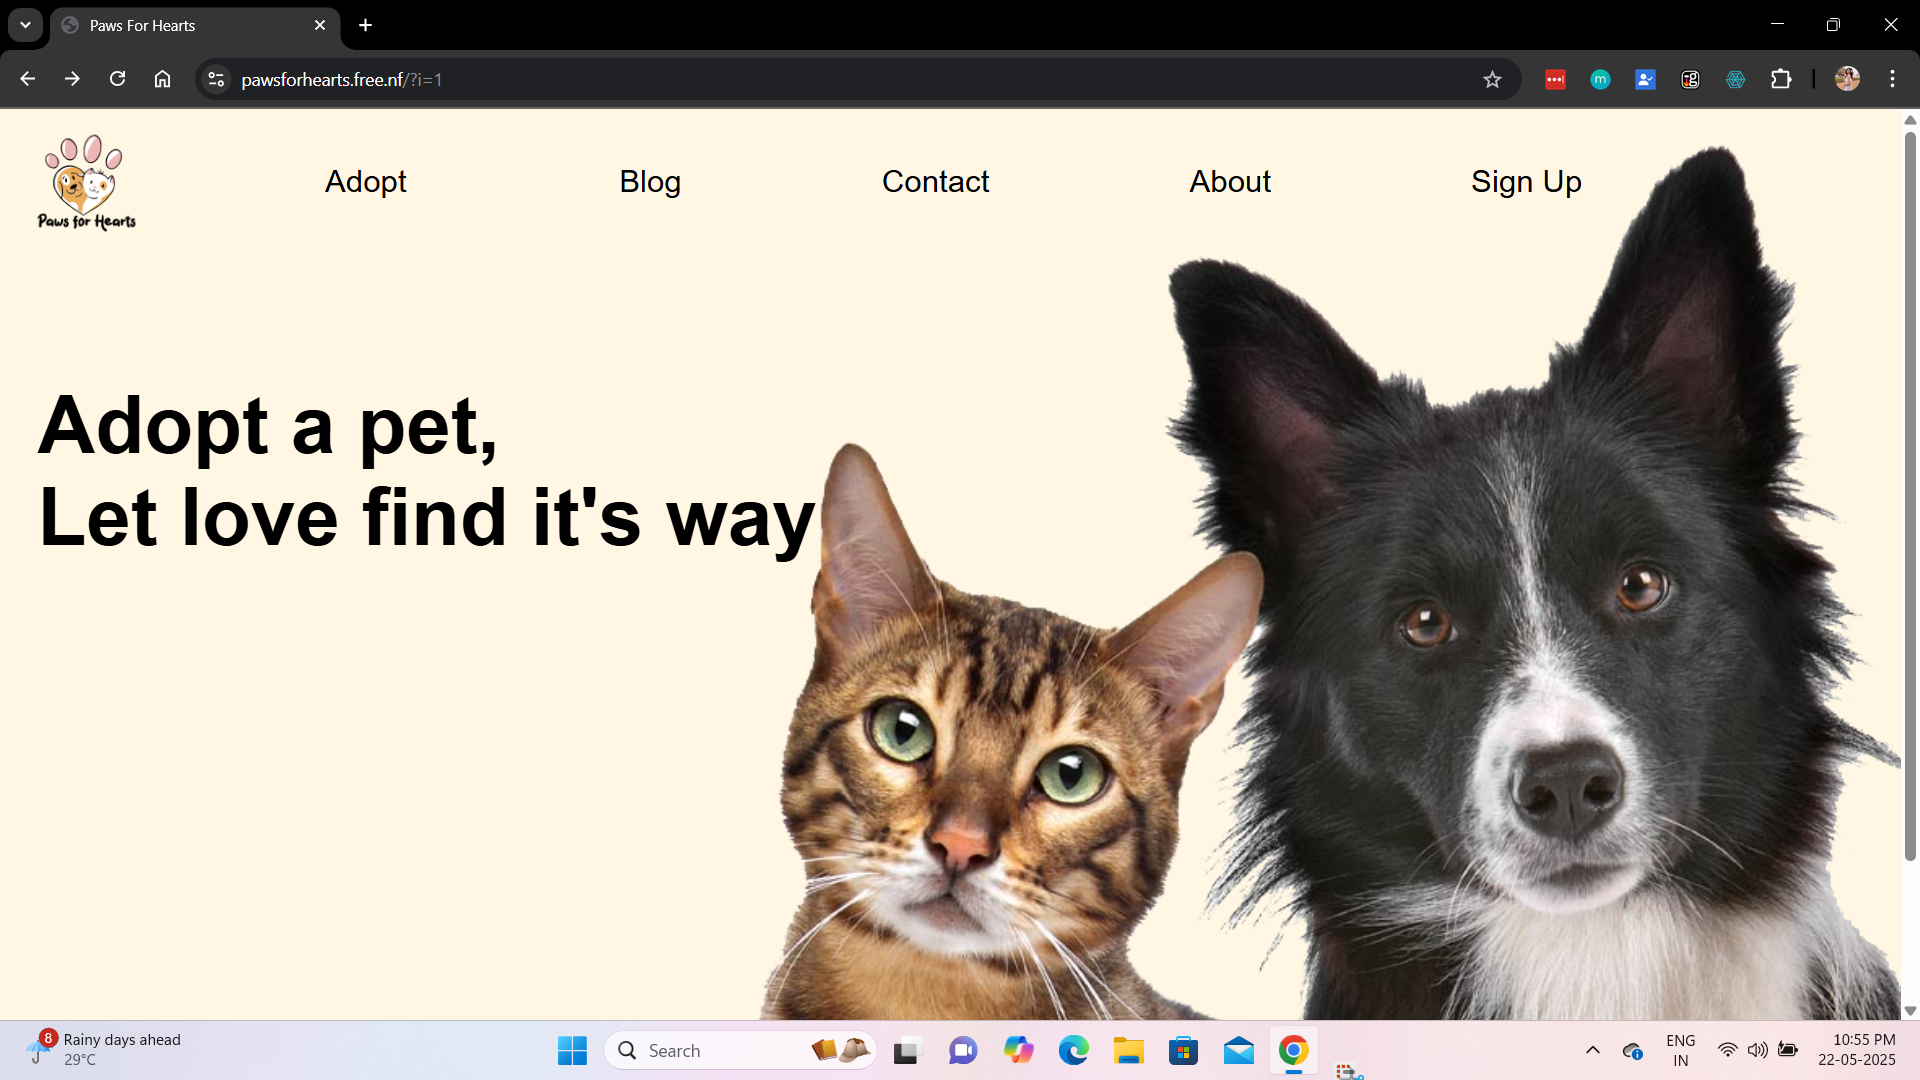 Paws For Hearts
pawsforhearts.free.nf/?i=1
m
Paws for Hearts
Adopt
Blog
Contact
About
Sign Up
Adopt a pet,
Let love find it's way
8
Rainy days ahead
29°C
Search
ENG
IN
10:55 PM
22-05-2025